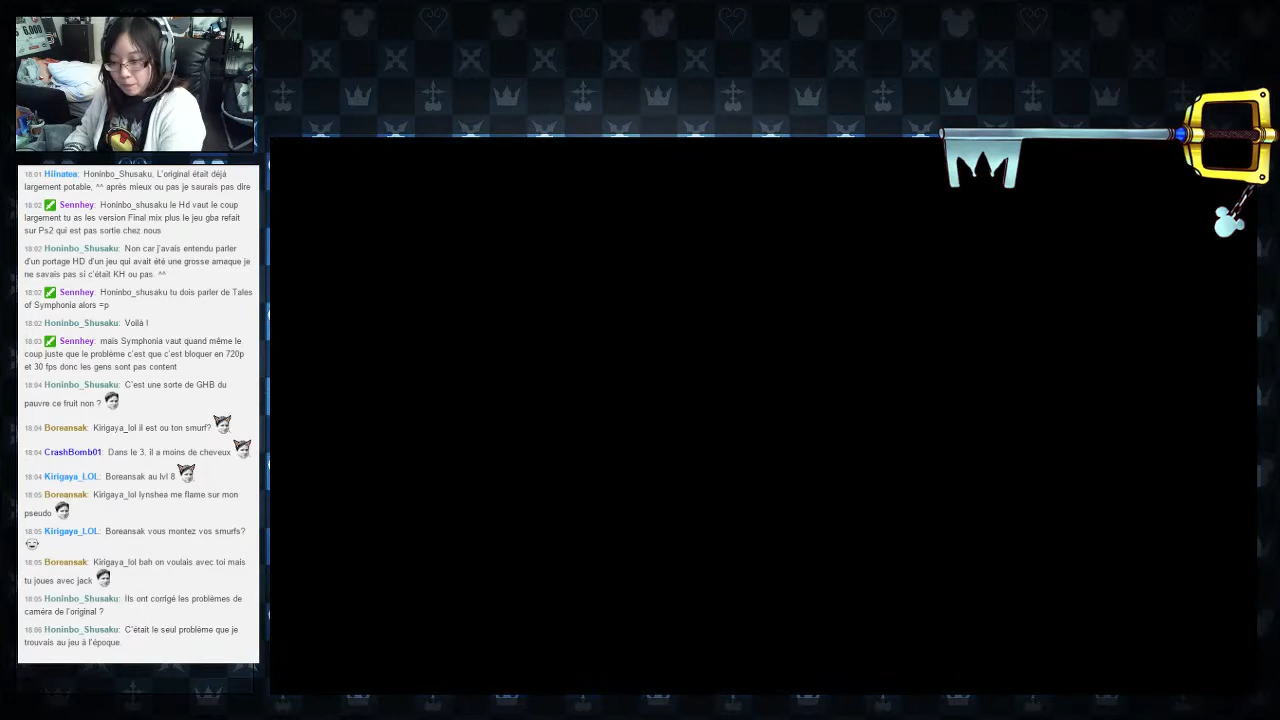 6,000
18:01 Hiinatea: Honinbo_Shusaku, L'original était déjà
largement potable, ^^ après mieux ou pas je saurais pas dire
18:02 Sennhey: Honinbo_shusaku le Hd vaut le coup
largement tu as les version Final mix plus le jeu gba refait
sur Ps2 qui est pas sortie chez nous
18:02 Honinbo_Shusaku: Non car j'avais entendu parler
d'un portage HD d'un jeu qui avait été une grosse arnaque je
ne savais pas si c'était KH ou pas. ^^
18:02 Sennhey: Honinbo_shusaku tu dois parler de Tales
of Symphonia alors =p
18:02 Honinbo_Shusaku: Voilà !
18:03 Sennhey: mais Symphonia vaut quand même le
coup juste que le problème c'est que c'est bloquer en 720p
et 30 fps donc les gens sont pas content
18:04 Honinbo_Shusaku: C'est une sorte de GHB du
pauvre ce fruit non ?
18:04 Boreansak: Kirigaya_lol il est ou ton smurf?
18:04 CrashBomb01: Dans le 3, il a moins de cheveux
18:04 Kirigaya_LOL: Boreansak au lvl 8
18:05 Boreansak: Kirigaya_lol lynshea me flame sur mon
pseudo
18:05 Kirigaya_LOL: Boreansak vous montez vos smurfs?
18:05 Boreansak: Kirigaya_lol bah on voulais avec toi mais
tu joues avec jack
18:05 Honinbo_Shusaku: Ils ont corrigé les problèmes de
caméra de l'original ?
18:06 Honinbo_Shusaku: C'était le seul problème que je
trouvais au jeu à l'époque.